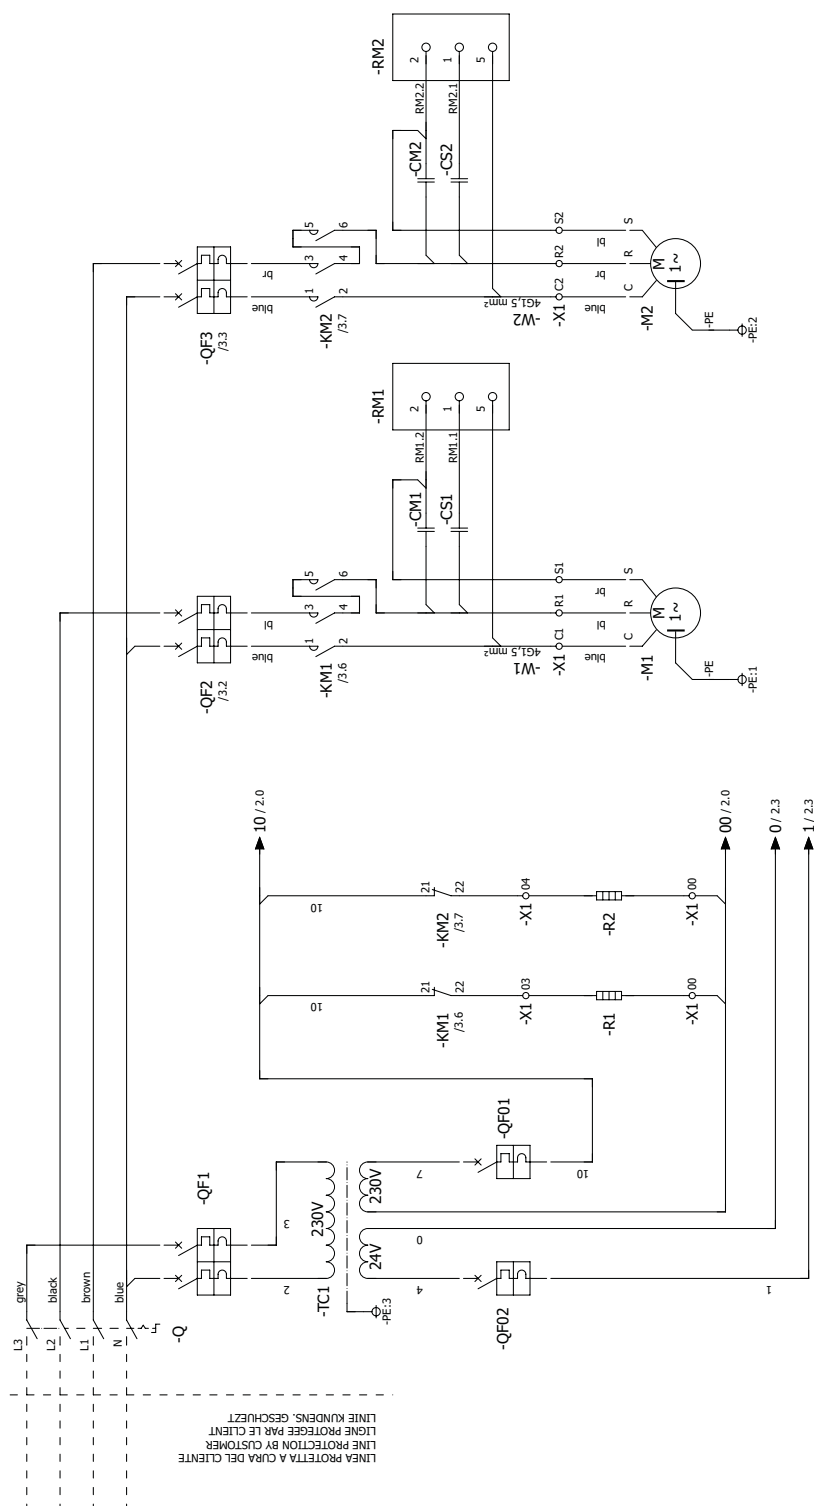 LINEA PROTETTA A CURA DEL CLIENTE
LINE PROTECTION BY CUSTOMER
LIGNE PROTEGEE PAR LE CLIENT
LINIE KUNDENS. GESCHUEZT
L3
L2
L1
N
-Q
grey
black
brown
blue
-QF1
2
3
-TC1
230V
24V
230V
-PE:3
4
0
7
-QF02
-QF01
1
10
10
-KM1
/3.6
21
22
-X1
03
-R1
-X1
00
10
-KM2
/3.7
21
22
-X1
04
-R2
-X1
00
10 / 2.0
00 / 2.0
0 / 2.3
1 / 2.3
-QF2
/3.2
blue
bl
-KM1
/3.6
1
2
3
4
5
6
-RM1
2
1
5
RM1.2
RM1.1
-CM1
-CS1
-W1
4G1,5 mm²
-X1
C1
R1
S1
blue
bl
br
C
R
S
-M1
M
1~
-PE
-PE:1
-QF3
/3.3
blue
br
-KM2
/3.7
1
2
3
4
5
6
-RM2
2
1
5
RM2.2
RM2.1
-CM2
-CS2
-W2
4G1,5 mm²
-X1
C2
R2
S2
blue
br
bl
C
R
S
-M2
M
1~
-PE
-PE:2